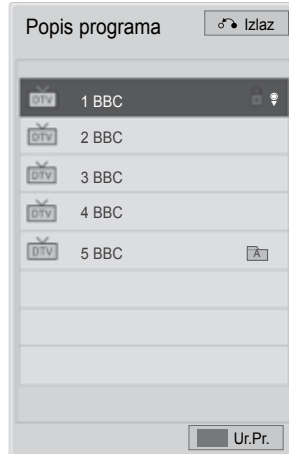 Popis programa
Izlaz
DTV 1 BBC
DTV 2 BBC
DTV 3 BBC
DTV 4 BBC
DTV 5 BBC A
Ur.Pr.